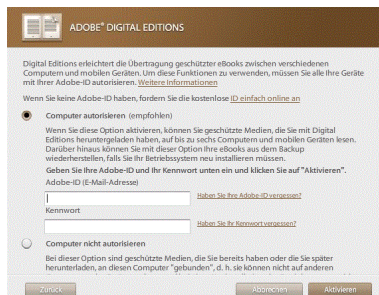 ADOBE® DIGITAL EDITIONS
Digital Editions erleichtert die Übertragung geschützter eBooks zwischen verschiedenen
Computern und mobilen Geräten. Um diese Funktionen zu verwenden, müssen Sie alle Ihre Geräte
mit Ihrer Adobe-ID autorisieren. Weitere Informationen
Wenn Sie keine Adobe-ID haben, fordern Sie die kostenlose ID einfach online an
Computer autorisieren (empfohlen)
Wenn Sie diese Option aktivieren, können Sie geschützte Medien, die Sie mit Digital
Editions heruntergeladen haben, auf bis zu sechs Computern und mobilen Geräten lesen.
Darüber hinaus können Sie mit dieser Option Ihre eBooks aus dem Backup
wiederherstellen, falls Sie Ihr Betriebssystem neu installieren müssen.
Geben Sie Ihre Adobe-ID und Ihr Kennwort unten ein und klicken Sie auf "Aktivieren".
Adobe-ID (E-Mail-Adresse)
Haben Sie Ihre Adobe-ID vergessen?
Kennwort
Haben Sie Ihr Kennwort vergessen?
Computer nicht autorisieren
Bei dieser Option sind geschützte Medien, die Sie bereits haben oder die Sie später
herunterladen, an diesen Computer "gebunden", d. h. sie können nicht auf anderen
Zurück Abbrechen Aktivieren